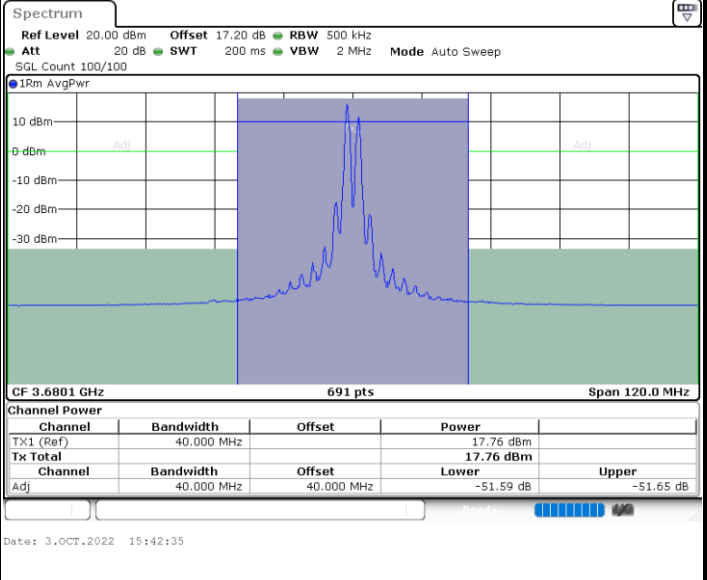 Spectrum
Ref Level 20.00 dBm Offset 17.20 dB RBW 500 kHz
Att 20 dB SWT 200 ms VBW 2 MHz Mode Auto Sweep
SGL Count 100/100
1Rm AvgPwr
10 dBm
Adj Adj
0 dBm
-10 dBm
-20 dBm
-30 dBm
CF 3.6801 GHz 691 pts Span 120.0 MHz
Channel Power
Channel Bandwidth Offset Power
TX1 (Ref) 40.000 MHz 17.76 dBm
Tx Total 17.76 dBm
Channel Bandwidth Offset Lower Upper
Adj 40.000 MHz 40.000 MHz -51.59 dB -51.65 dB
Ready
Date: 3.OCT.2022 15:42:35